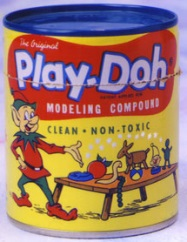 The Original
Play-Doh
MODELING COMPOUND
CLEAN • NON-TOXIC